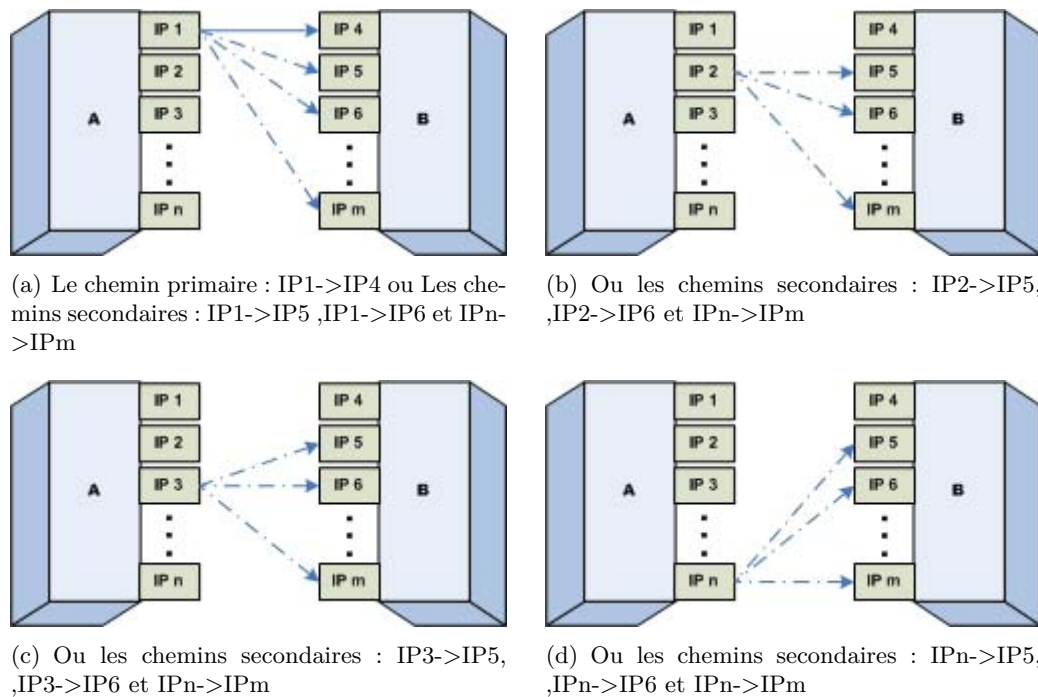 IP 1
IP 2
A
IP 3
IP n
IP 4
IP 5
IP 6
B
IP m
(a) Le chemin primaire : IP1->IP4 ou Les che-
mins secondaires : IP1->IP5 ,IP1->IP6 et IPn-
>IPm
IP 1
IP 2
A
IP 3
IP n
IP 4
IP 5
IP 6
B
IP m
(b) Ou les chemins secondaires : IP2->IP5,
,IP2->IP6 et IPn->IPm
IP 1
IP 2
A
IP 3
IP n
IP 4
IP 5
IP 6
B
IP m
(c) Ou les chemins secondaires : IP3->IP5,
,IP3->IP6 et IPn->IPm
IP 1
IP 2
A
IP 3
IP n
IP 4
IP 5
IP 6
B
IP m
(d) Ou les chemins secondaires : IPn->IP5,
,IPn->IP6 et IPn->IPm